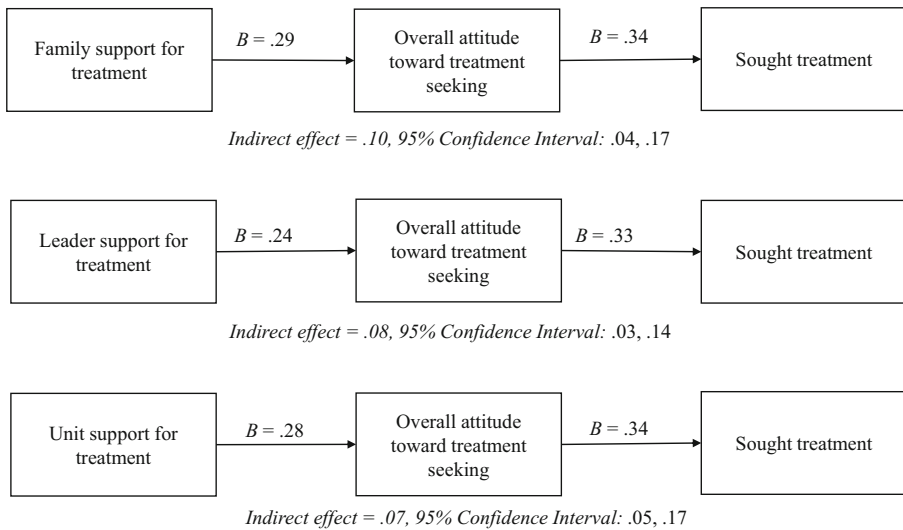 Family support for
treatment
B = .29
Overall attitude
toward treatment
seeking
B = .34
Sought treatment
Indirect effect = .10, 95% Confidence Interval: .04, .17
Leader support for
treatment
B = .24
Overall attitude
toward treatment
seeking
B = .33
Sought treatment
Indirect effect = .08, 95% Confidence Interval: .03, .14
Unit support for
treatment
B = .28
Overall attitude
toward treatment
seeking
B = .34
Sought treatment
Indirect effect = .07, 95% Confidence Interval: .05, .17